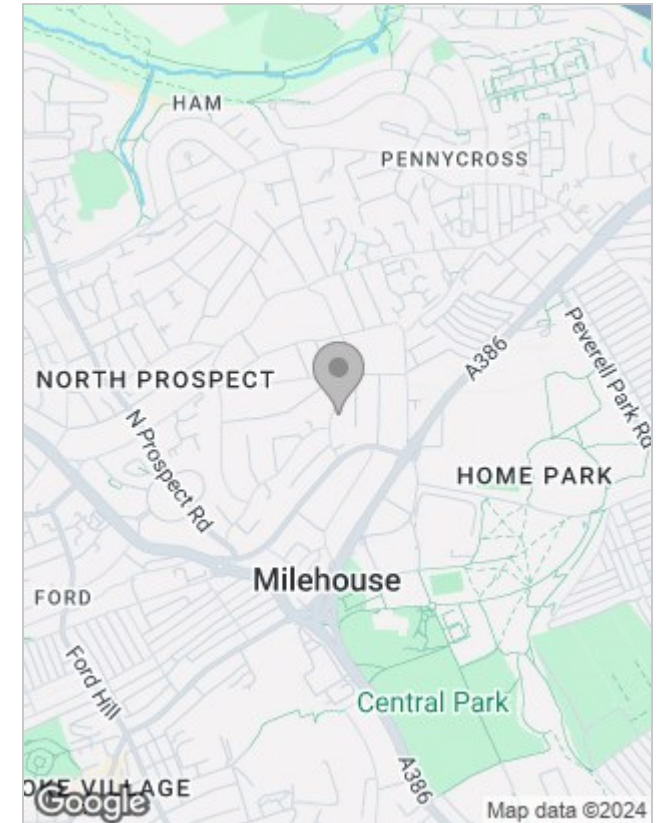 HAM
PENNYCROSS
A386
Peverell Park Rd
NORTH PROSPECT
N Prospect Rd
HOME PARK
Milehouse
FORD
Ford Hill
Central Park
A386
VILLAGE
Google
Map data ©2024